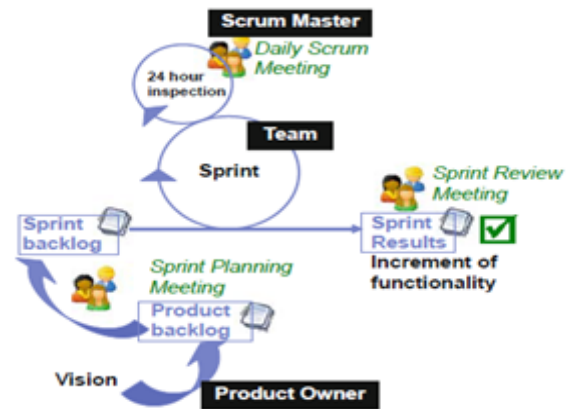 Scrum Master
Daily Scrum
Meeting
24 hour
inspection
Team
Sprint
Sprint Review
Meeting
Sprint
backlog
Sprint
Results
Increment of
functionality
Sprint Planning
Meeting
Product
backlog
Vision
Product Owner